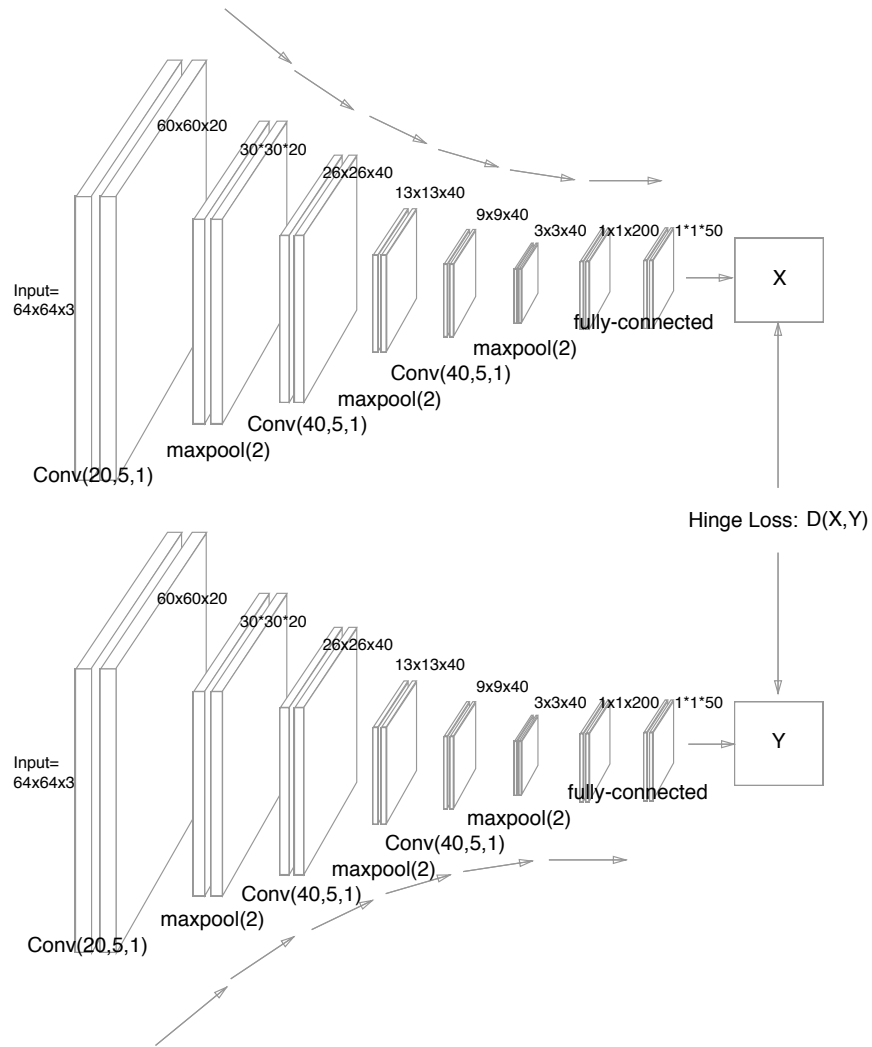 60x60x20
30*30*20
26x26x40
13x13x40
9x9x40
3x3x40
1x1x200
1*1*50
X
Input=
64x64x3
fully-connected
maxpool(2)
Conv(40,5,1)
maxpool(2)
Conv(40,5,1)
maxpool(2)
Conv(20,5,1)
Hinge Loss: D(X,Y)
60x60x20
30*30*20
26x26x40
13x13x40
9x9x40
3x3x40
1x1x200
1*1*50
Y
Input=
64x64x3
fully-connected
maxpool(2)
Conv(40,5,1)
maxpool(2)
Conv(40,5,1)
maxpool(2)
Conv(20,5,1)